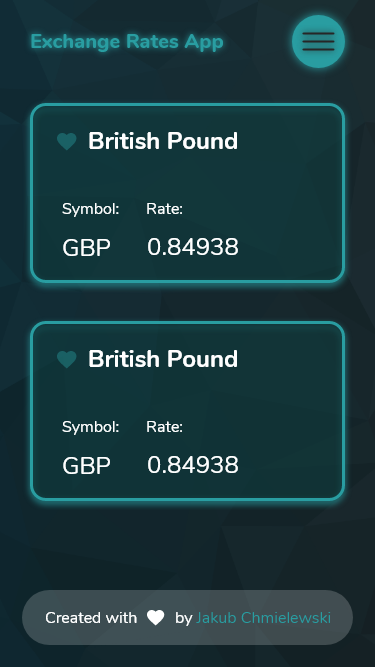 Exchange Rates App
British Pound
Symbol: Rate:
GBP 0.84938
British Pound
Symbol: Rate:
GBP 0.84938
Created with by Jakub Chmielewski